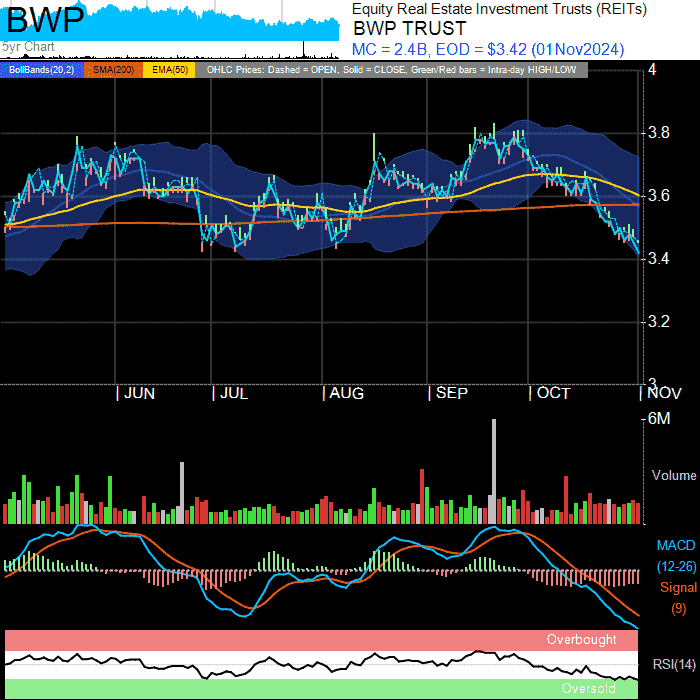 BWP
5yr Chart
Equity Real Estate Investment Trusts (REITs)
BWP TRUST
MC = 2.4B, EOD = $3.42 (01Nov2024)
BollBands(20,2) SMA(200) EMA(50) OHLC Prices: Dashed = OPEN, Solid = CLOSE, Green/Red bars = Intra-day HIGH/LOW
4
3.8
3.6
3.4
3.2
3
JUN JUL AUG SEP OCT NOV
6M
Volume
MACD
(12-26)
Signal
(9)
Overbought
RSI(14)
Oversold